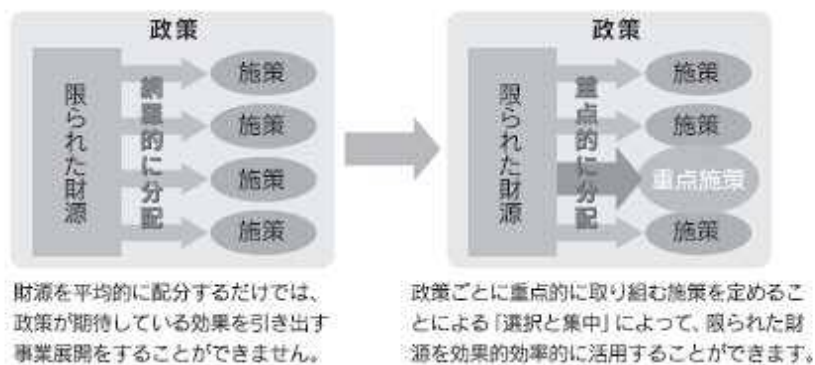 政策
限られた財源
網羅的に分配
施策
施策
施策
施策
政策
限られた財源
重点的に分配
施策
施策
重点施策
施策
財源を平均的に配分するだけでは、
政策が期待している効果を引き出す
事業展開をすることができません。
政策ごとに重点的に取り組む施策を定めるこ
とによる「選択と集中」によって、限られた財
源を効果的効率的に活用することができます。